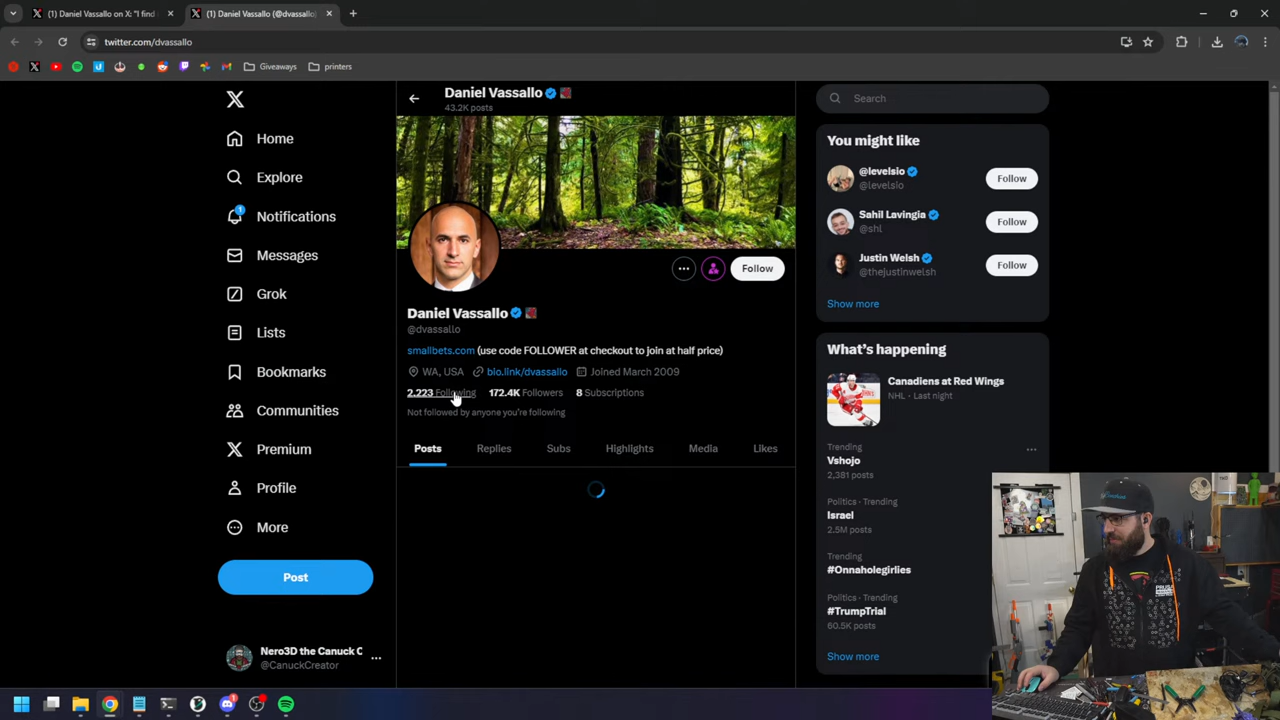 (1) Daniel Vassallo on X: "I find
(1) Daniel Vassallo (@dvassallo)
twitter.com/dvassallo
Giveaways
printers
Home
Explore
1
Notifications
Messages
Grok
Lists
Bookmarks
Communities
Premium
Profile
More
Post
Nero3D the Canuck C
@CanuckCreator
Daniel Vassallo
43.2K posts
Follow
Daniel Vassallo
@dvassallo
smallbets.com (use code FOLLOWER at checkout to join at half price)
WA, USA bio.link/dvassallo Joined March 2009
2,223 Following 172.4K Followers 8 Subscriptions
Not followed by anyone you're following
Posts Replies Subs Highlights Media Likes
Search
You might like
@levelsio
@levelsio
Follow
Sahil Lavingia
@shl
Follow
Justin Welsh
@thejustinwelsh
Follow
Show more
What's happening
Canadiens at Red Wings
NHL · Last night
Trending
Vshojo
2,381 posts
Politics · Trending
Israel
2.5M posts
Trending
#Onnaholegirlies
Politics · Trending
#TrumpTrial
60.5K posts
Show more